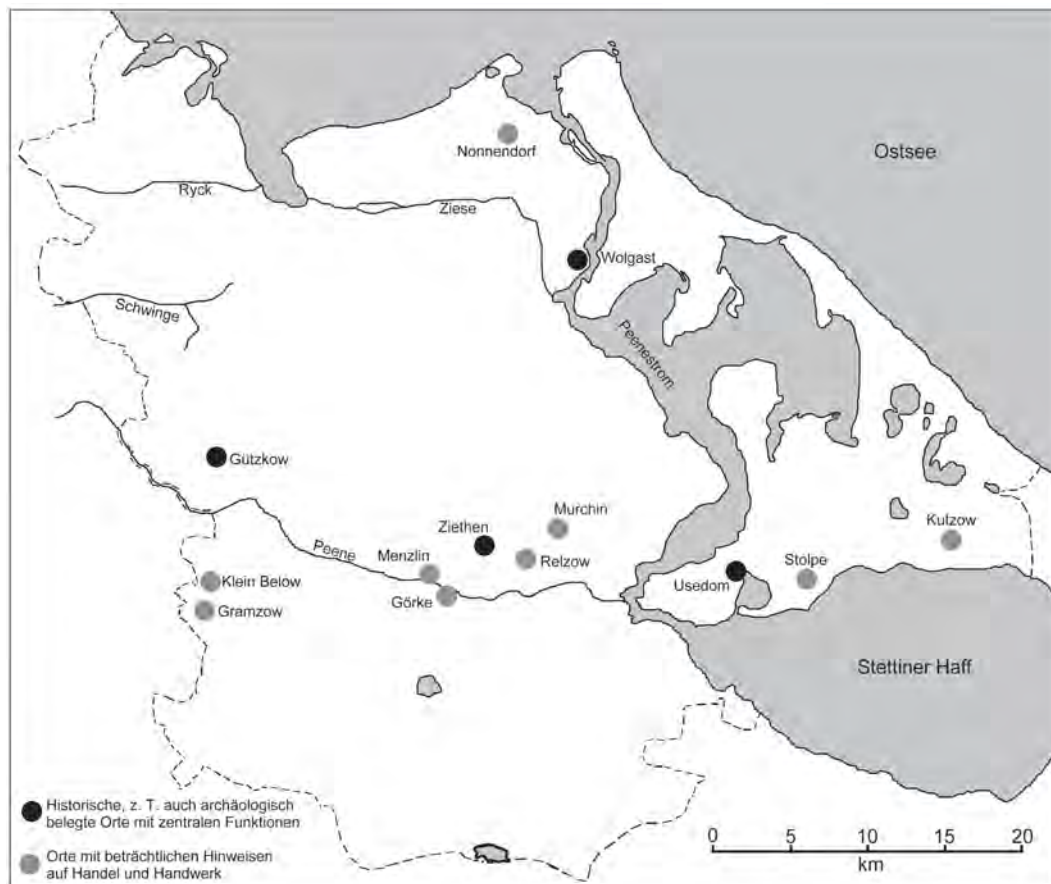 Ostsee
Nonnendorf
Ryck
Ziese
Wolgast
Schwinge
Peenestrom
Gützkow
Murchin
Ziethen
Kutzow
Peene
Menzlin
Relzow
Stolpe
Usedom
Klein Below
Görke
Gramzow
Stettiner Haff
Historische, z. T. auch archäologisch
belegte Orte mit zentralen Funktionen
Orte mit beträchtlichen Hinweisen
auf Handel und Handwerk
0 5 10 15 20
km